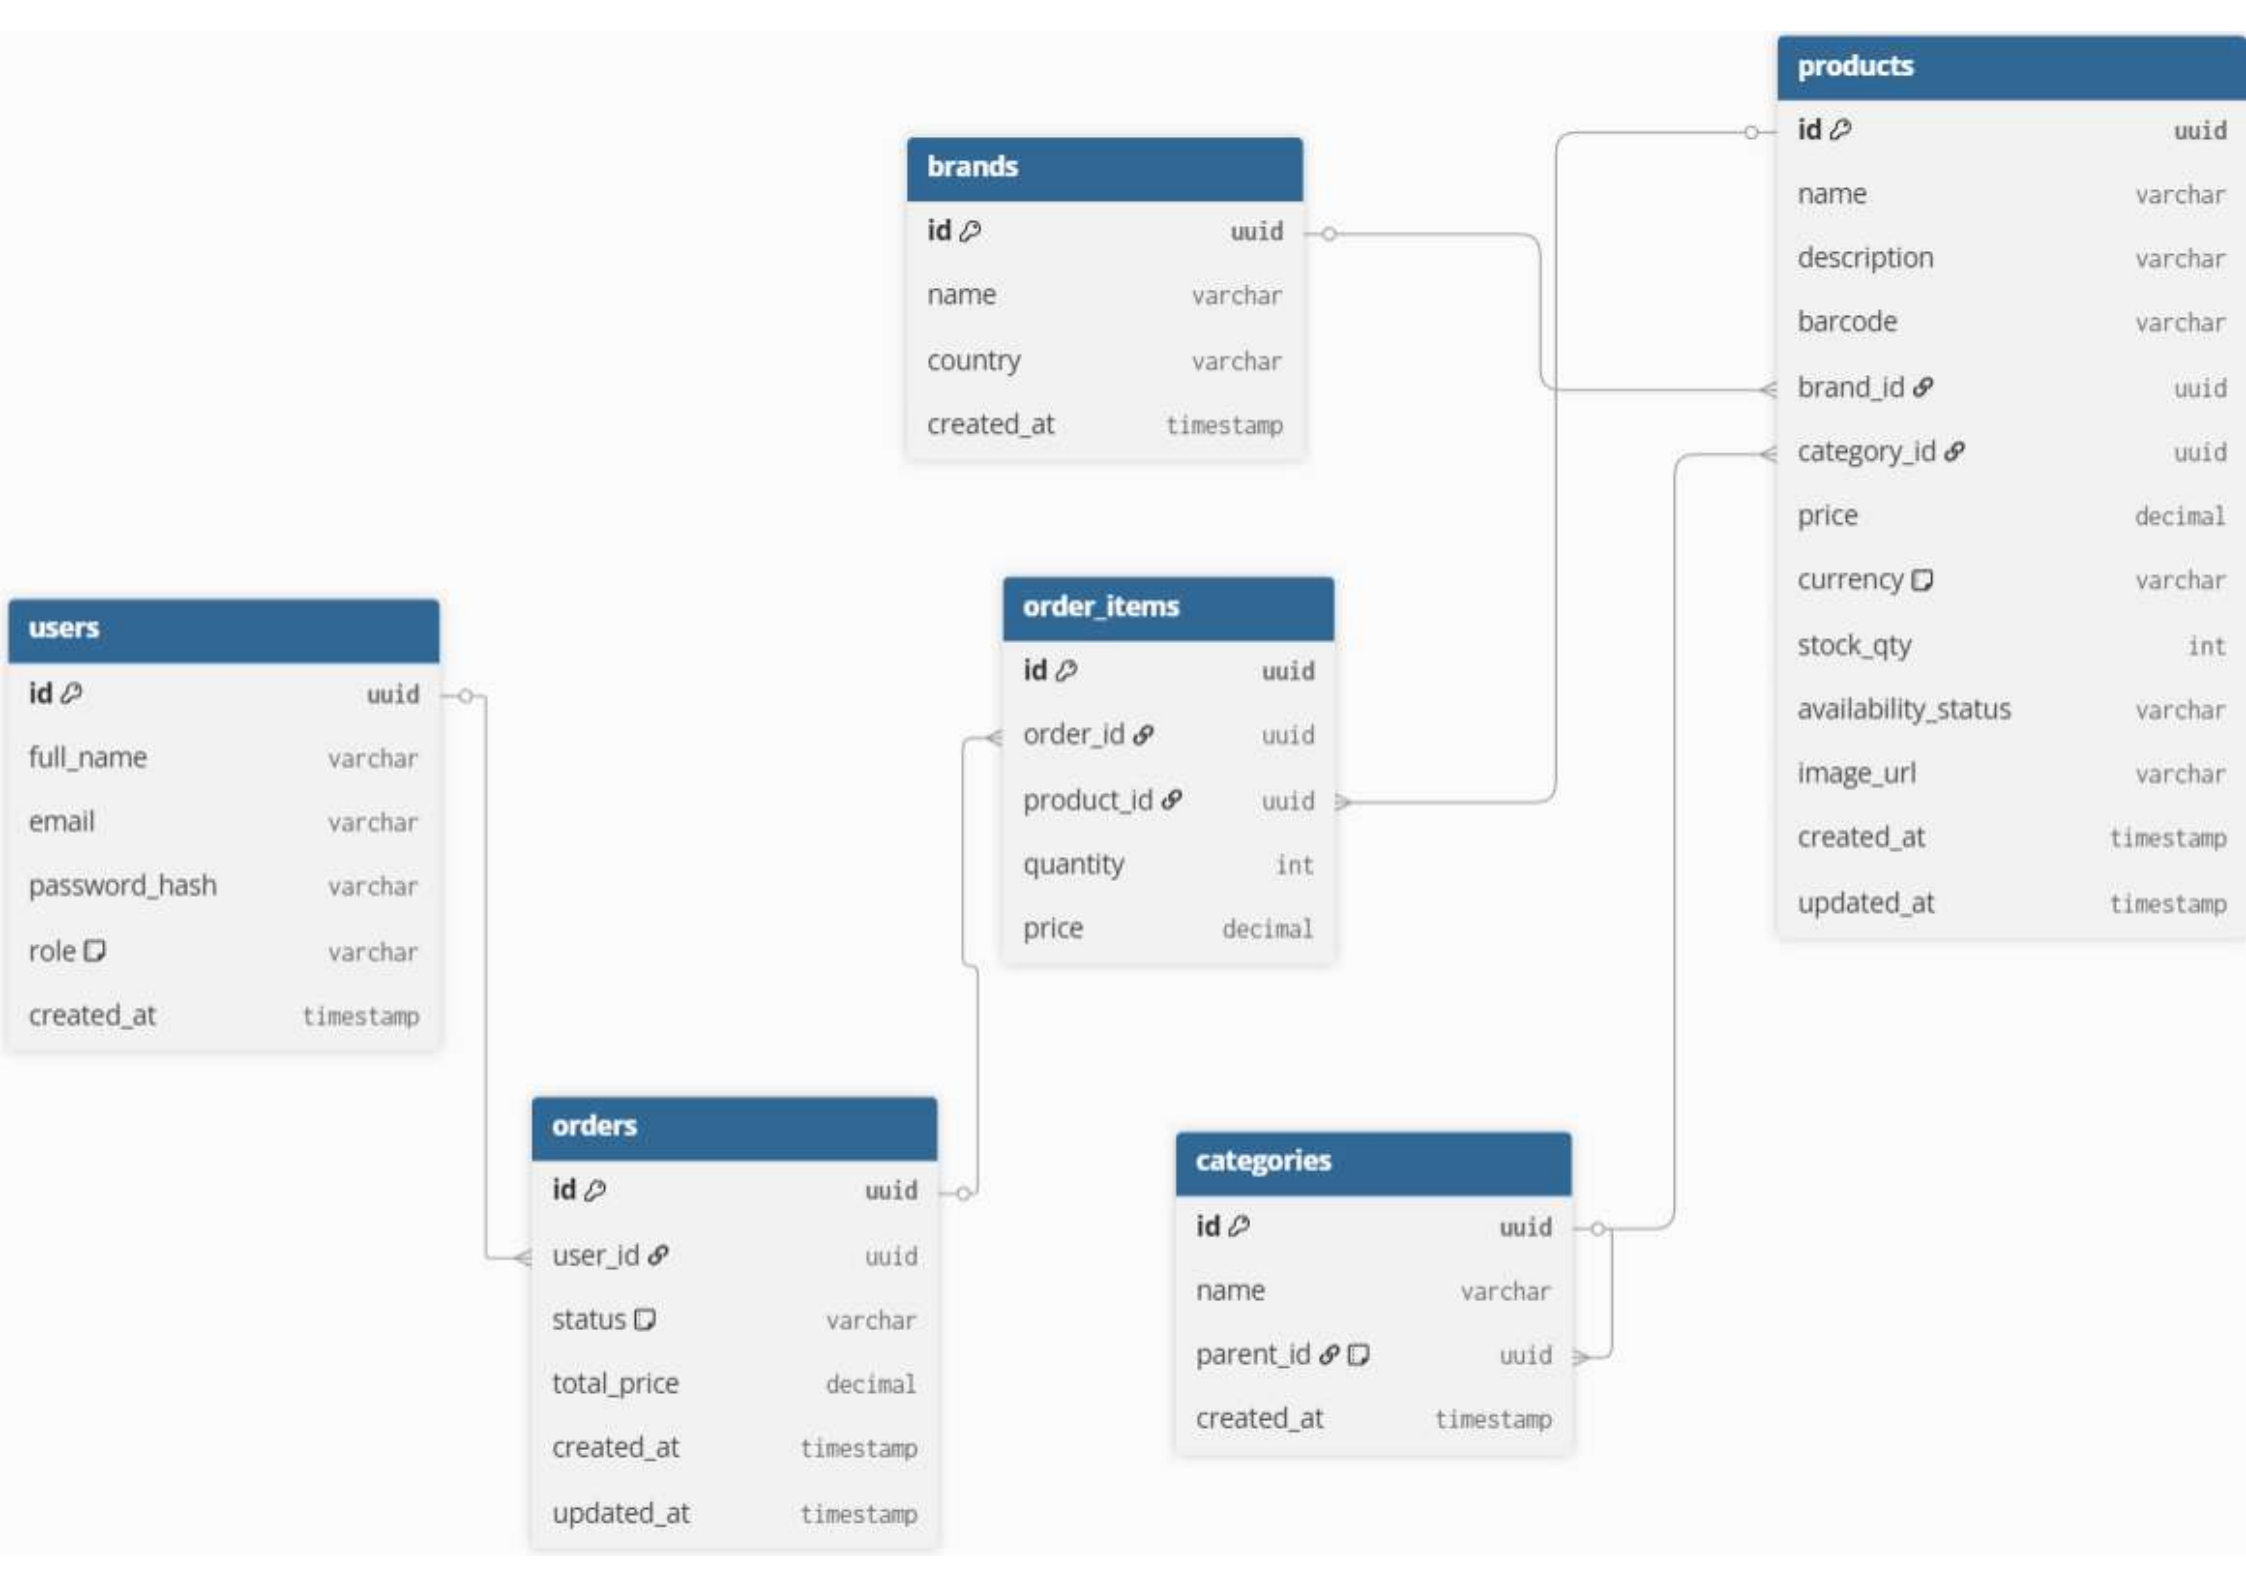 products
id uuid
name varchar
description varchar
barcode varchar
brand_id uuid
category_id uuid
price decimal
currency varchar
stock_qty int
availability_status varchar
image_url varchar
created_at timestamp
updated_at timestamp
brands
id uuid
name varchar
country varchar
created_at timestamp
order_items
id uuid
order_id uuid
product_id uuid
quantity int
price decimal
users
id uuid
full_name varchar
email varchar
password_hash varchar
role varchar
created_at timestamp
orders
id uuid
user_id uuid
status varchar
total_price decimal
created_at timestamp
updated_at timestamp
categories
id uuid
name varchar
parent_id uuid
created_at timestamp